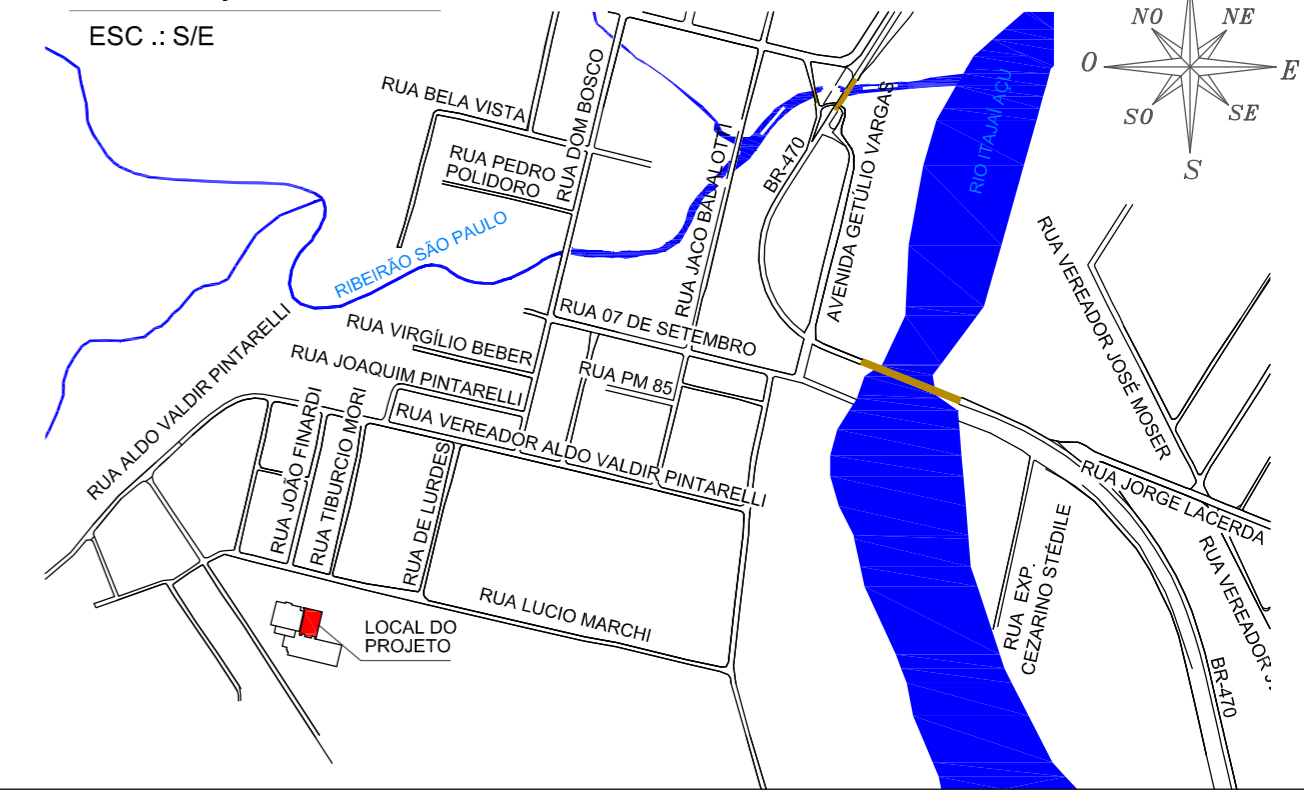 ESC .: S/E
NO
NE
O
E
SO
SE
S
RUA BELA VISTA
RUA DOM BOSCO
RUA PEDRO
POLIDORO
RIBEIRÃO SÃO PAULO
RUA JACO BADALOTTI
BR-470
AVENIDA GETÚLIO VARGAS
RIO ITAJAÍ AÇU
RUA VEREADOR JOSÉ MOSER
RUA ALDO VALDIR PINTARELLI
RUA VIRGÍLIO BEBER
RUA 07 DE SETEMBRO
RUA JOAQUIM PINTARELLI
RUA PM 85
RUA VEREADOR ALDO VALDIR PINTARELLI
RUA JOÃO FINARDI
RUA TIBURCIO MORI
RUA DE LURDES
RUA JORGE LACERDA
RUA EXP.
CEZARINO STÉDILE
RUA VEREADOR
BR-470
RUA LUCIO MARCHI
LOCAL DO
PROJETO